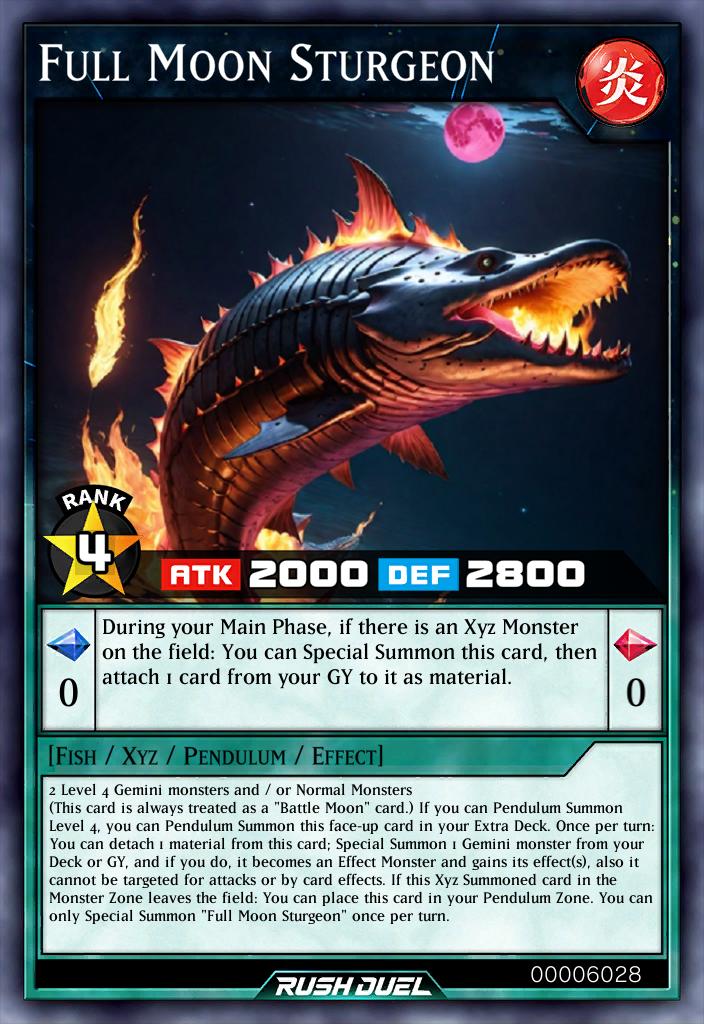 Full Moon Sturgeon
炎
RANK
4
ATK 2000 DEF 2800
During your Main Phase, if there is an Xyz Monster
on the field: You can Special Summon this card, then
attach 1 card from your GY to it as material.
0
0
[Fish / Xyz / Pendulum / Effect]
2 Level 4 Gemini monsters and / or Normal Monsters
(This card is always treated as a "Battle Moon" card.) If you can Pendulum Summon
Level 4, you can Pendulum Summon this face-up card in your Extra Deck. Once per turn:
You can detach 1 material from this card; Special Summon 1 Gemini monster from your
Deck or GY, and if you do, it becomes an Effect Monster and gains its effect(s), also it
cannot be targeted for attacks or by card effects. If this Xyz Summoned card in the
Monster Zone leaves the field: You can place this card in your Pendulum Zone. You can
only Special Summon "Full Moon Sturgeon" once per turn.
00006028
RUSH DUEL